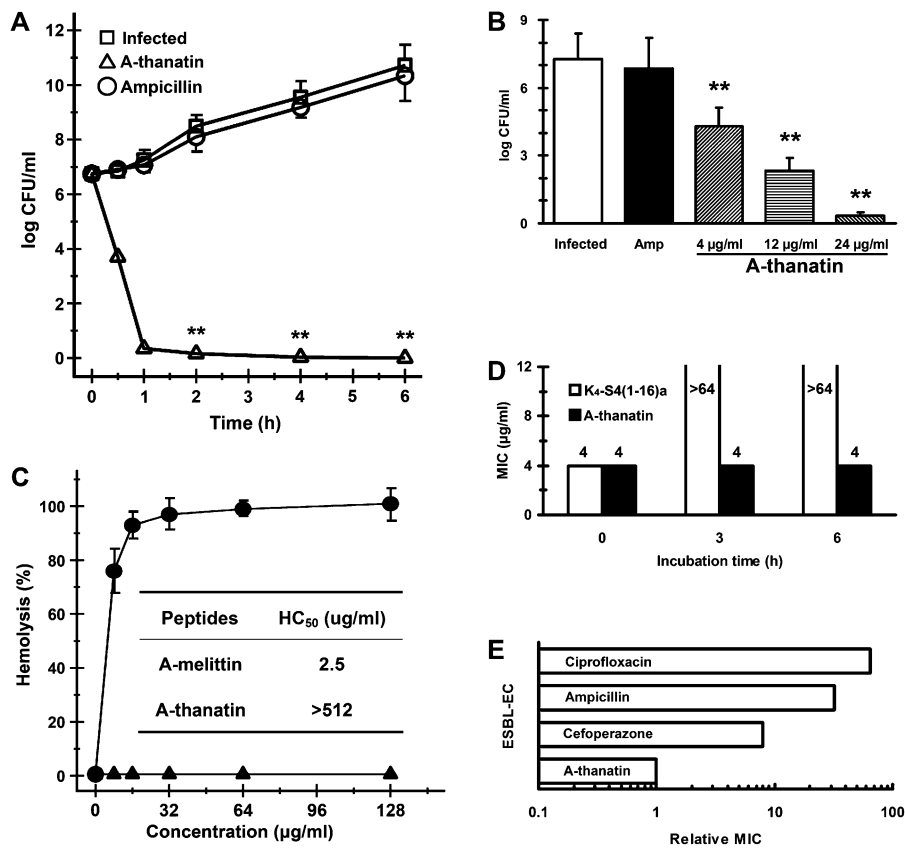 A
12
10
8
6
4
2
0
log CFU/ml
Infected
A-thanatin
Ampicillin
**
**
**
0
1
2
3
4
5
6
Time (h)
B
9
6
3
0
log CFU/ml
**
**
**
Infected
Amp
4 µg/ml
12 µg/ml
24 µg/ml
A-thanatin
C
100
80
60
40
20
0
Hemolysis (%)
Peptides HC50 (ug/ml)
A-melittin 2.5
A-thanatin >512
0
32
64
96
128
Concentration (µg/ml)
D
12
8
4
0
MIC (µg/ml)
K4-S4(1-16)a
A-thanatin
4
4
>64
4
>64
4
0
3
6
Incubation time (h)
E
ESBL-EC
Ciprofloxacin
Ampicillin
Cefoperazone
A-thanatin
0.1
1
10
100
Relative MIC